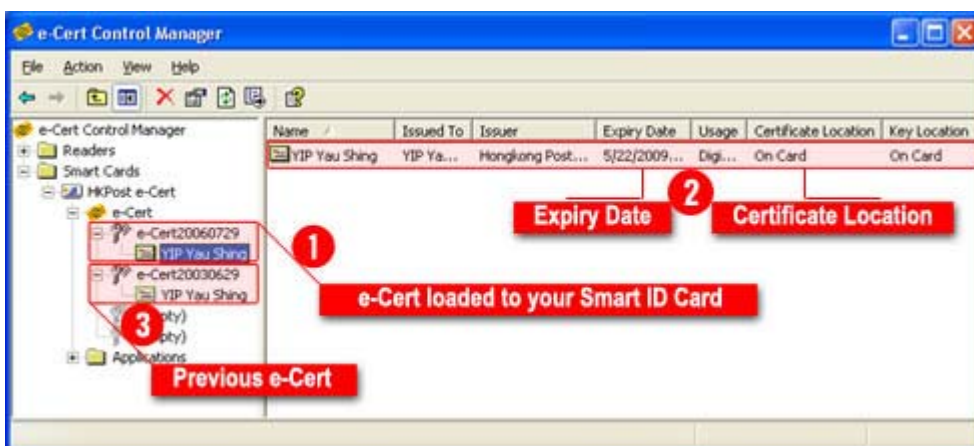 e-Cert Control Manager
File Action View Help
e-Cert Control Manager
Readers
Smart Cards
HKPost e-Cert
e-Cert
e-Cert20060729
YIP Yau Shing
e-Cert20030629
YIP Yau Shing
pty)
pty)
Applications
Name Issued To Issuer Expiry Date Usage Certificate Location Key Location
YIP Yau Shing YIP Ya... Hongkong Post... 5/22/2009... Digi... On Card On Card
2
Expiry Date Certificate Location
1
e-Cert loaded to your Smart ID Card
3
Previous e-Cert